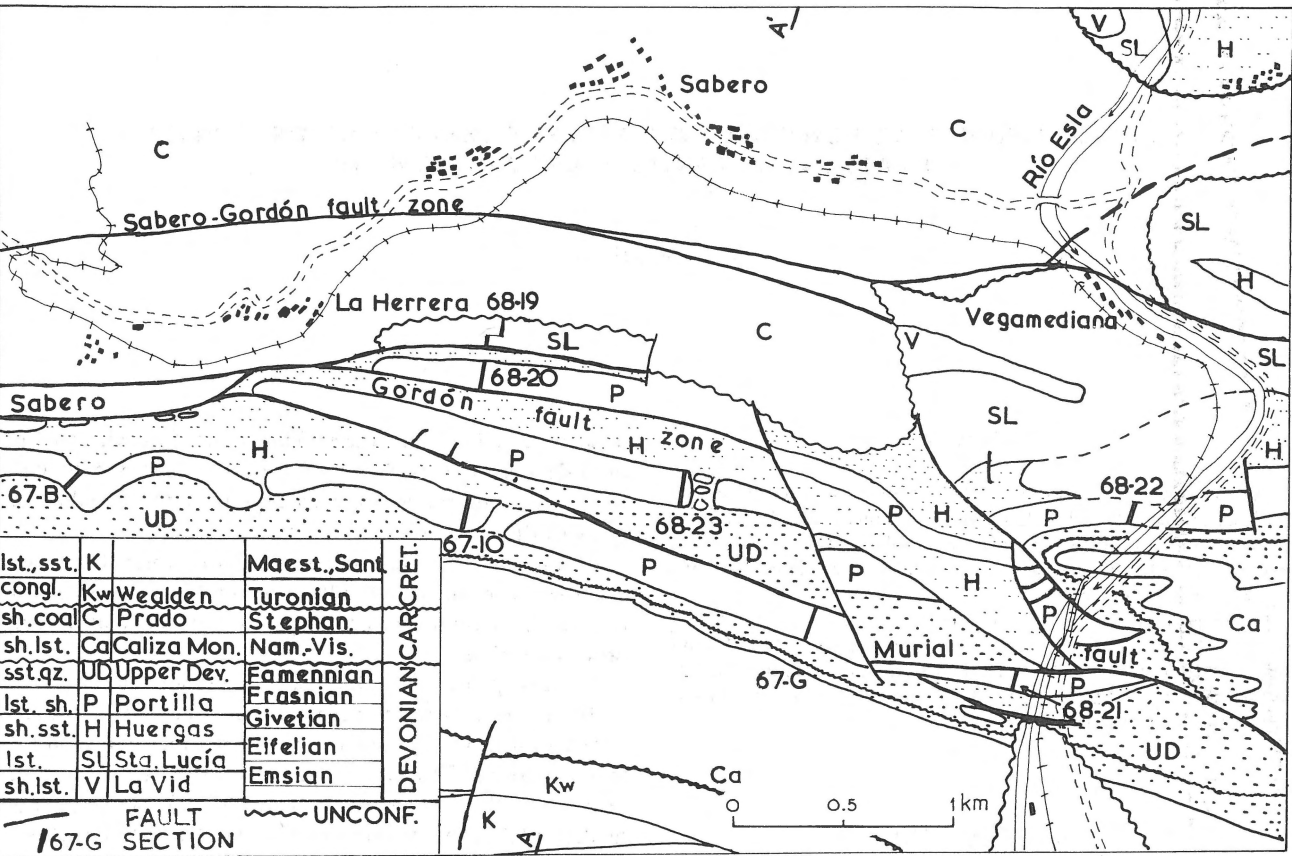 A'
V
SL
H
Sabero
C
C
Río Esla
Sabero-Gordón fault zone
SL
H
La Herrera 68-19
SL
C
Vegamediana
V
SL
68-20
P
Sabero
Gordón fault zone
SL
H
H
P
H
67-B
P
UD
68-22
P
P
P
H
68-23
67-10
UD
P
P
H
P
Ca
Murial fault
67-G
P
68-21
UD
lst.,sst. K Maest.,Sant
congl. Kw Wealden Turonian
sh.coal C Prado Stephan.
sh.lst. Ca Caliza Mon. Nam.-Vis.
sst.qz. UD Upper Dev. Famennian
Frasnian
lst. sh. P Portilla
Givetian
sh.sst. H Huergas
Eifelian
lst. SL Sta.Lucía
Emsian
sh.lst. V La Vid
DEVONIAN CAR. CRET.
FAULT UNCONF.
67-G SECTION
Ca
Kw
K
A
0 0.5 1km